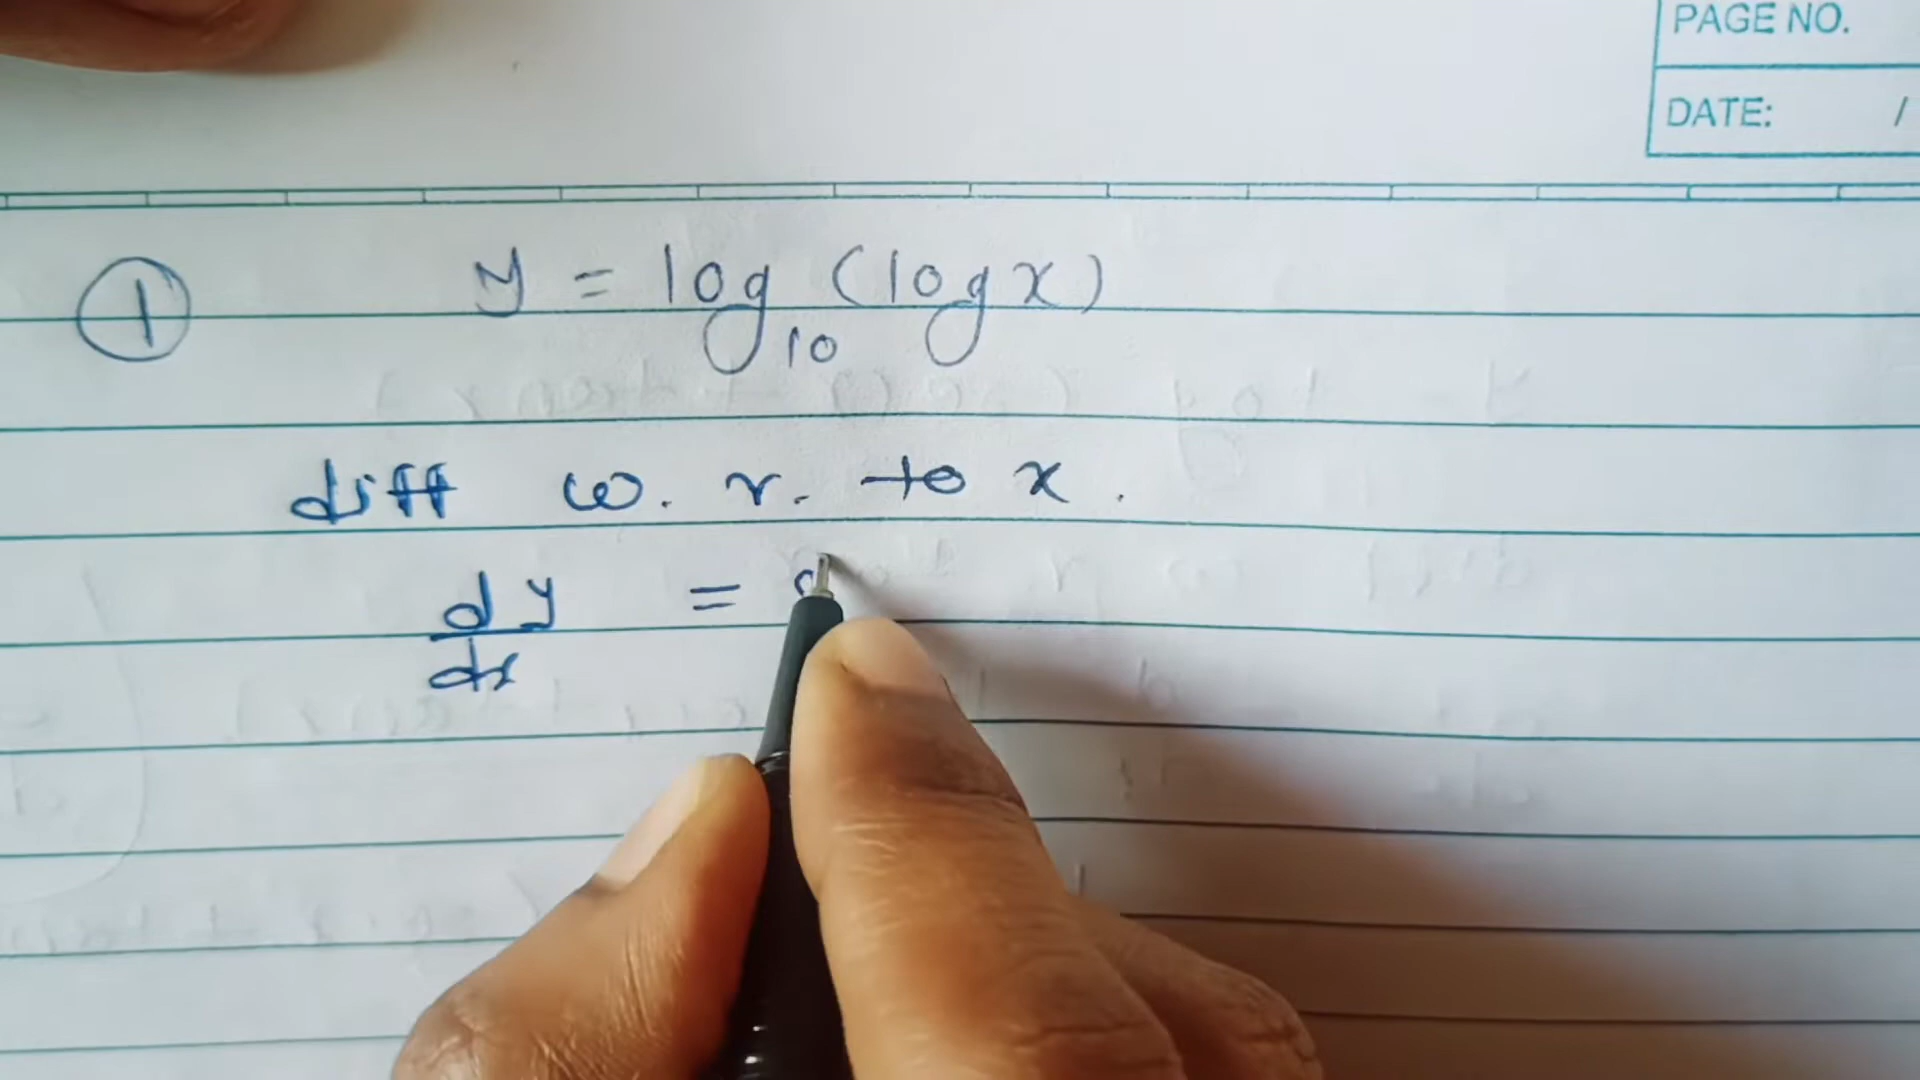 PAGE NO.
DATE: /
① y = log₁₀ (log x)
diff w. r. to x .
dy/dx =